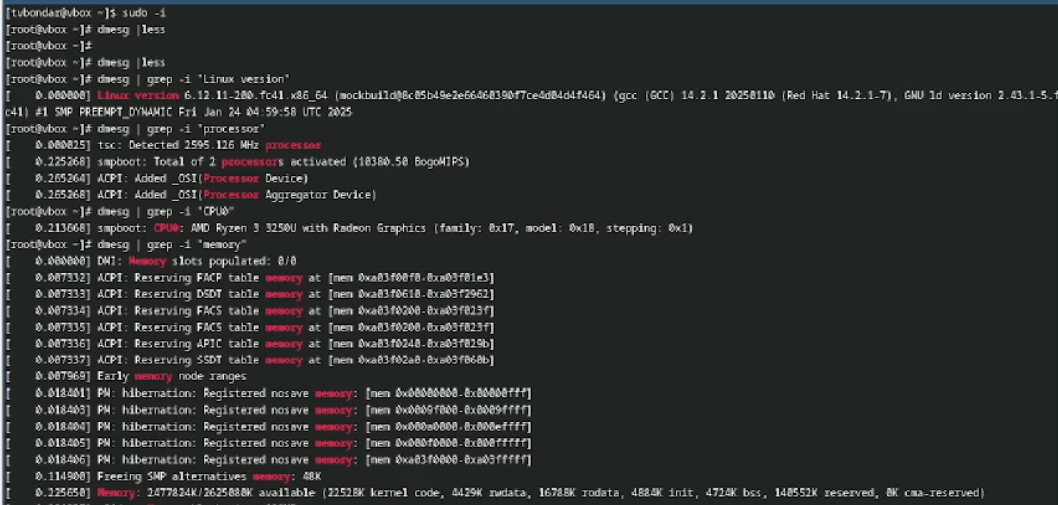 [tvbondar@vbox ~]$ sudo -i
[root@vbox ~]# dmesg |less
[root@vbox ~]#
[root@vbox ~]# dmesg |less
[root@vbox ~]# dmesg | grep -i "Linux version"
[    0.000000] Linux version 6.12.11-200.fc41.x86_64 (mockbuild@ (gcc (GCC) 14.2.1 20250110 (Red Hat 14.2.1-7), GNU ld version 2.43.1-5.f
c41) #1 SMP PREEMPT_DYNAMIC Fri Jan 24 04:59:58 UTC 2025
[root@vbox ~]# dmesg | grep -i "processor"
[    0.000025] tsc: Detected 2595.126 MHz processor
[    0.225268] smpboot: Total of 2 processors activated (10380.50 BogoMIPS)
[    0.265264] ACPI: Added _OSI(Processor Device)
[    0.265268] ACPI: Added _OSI(Processor Aggregator Device)
[root@vbox ~]# dmesg | grep -i "CPU0"
[    0.213668] smpboot: CPU0: AMD Ryzen 3 3250U with Radeon Graphics (family: 0x17, model: 0x18, stepping: 0x1)
[root@vbox ~]# dmesg | grep -i "memory"
[    0.000000] DMI: Memory slots populated: 0/0
[    0.007332] ACPI: Reserving FACP table memory at [mem 0xa03f00f0-0xa03f01e3]
[    0.007333] ACPI: Reserving DSDT table memory at [mem 0xa03f0610-0xa03f2962]
[    0.007334] ACPI: Reserving FACS table memory at [mem 0xa03f0200-0xa03f023f]
[    0.007335] ACPI: Reserving FACS table memory at [mem 0xa03f0200-0xa03f023f]
[    0.007336] ACPI: Reserving APIC table memory at [mem 0xa03f0240-0xa03f029b]
[    0.007337] ACPI: Reserving SSDT table memory at [mem 0xa03f02a0-0xa03f060b]
[    0.007969] Early memory node ranges
[    0.018401] PM: hibernation: Registered nosave memory: [mem 0x00000000-0x00000fff]
[    0.018403] PM: hibernation: Registered nosave memory: [mem 0x0009f000-0x0009ffff]
[    0.018404] PM: hibernation: Registered nosave memory: [mem 0x000a0000-0x000effff]
[    0.018405] PM: hibernation: Registered nosave memory: [mem 0x000f0000-0x000fffff]
[    0.018406] PM: hibernation: Registered nosave memory: [mem 0xa03f0000-0xa03fffff]
[    0.114900] Freeing SMP alternatives memory: 48K
[    0.225650] Memory: 2477824K/2625080K available (22528K kernel code, 4429K rwdata, 16788K rodata, 4884K init, 4724K bss, 140552K reserved, 0K cma-reserved)